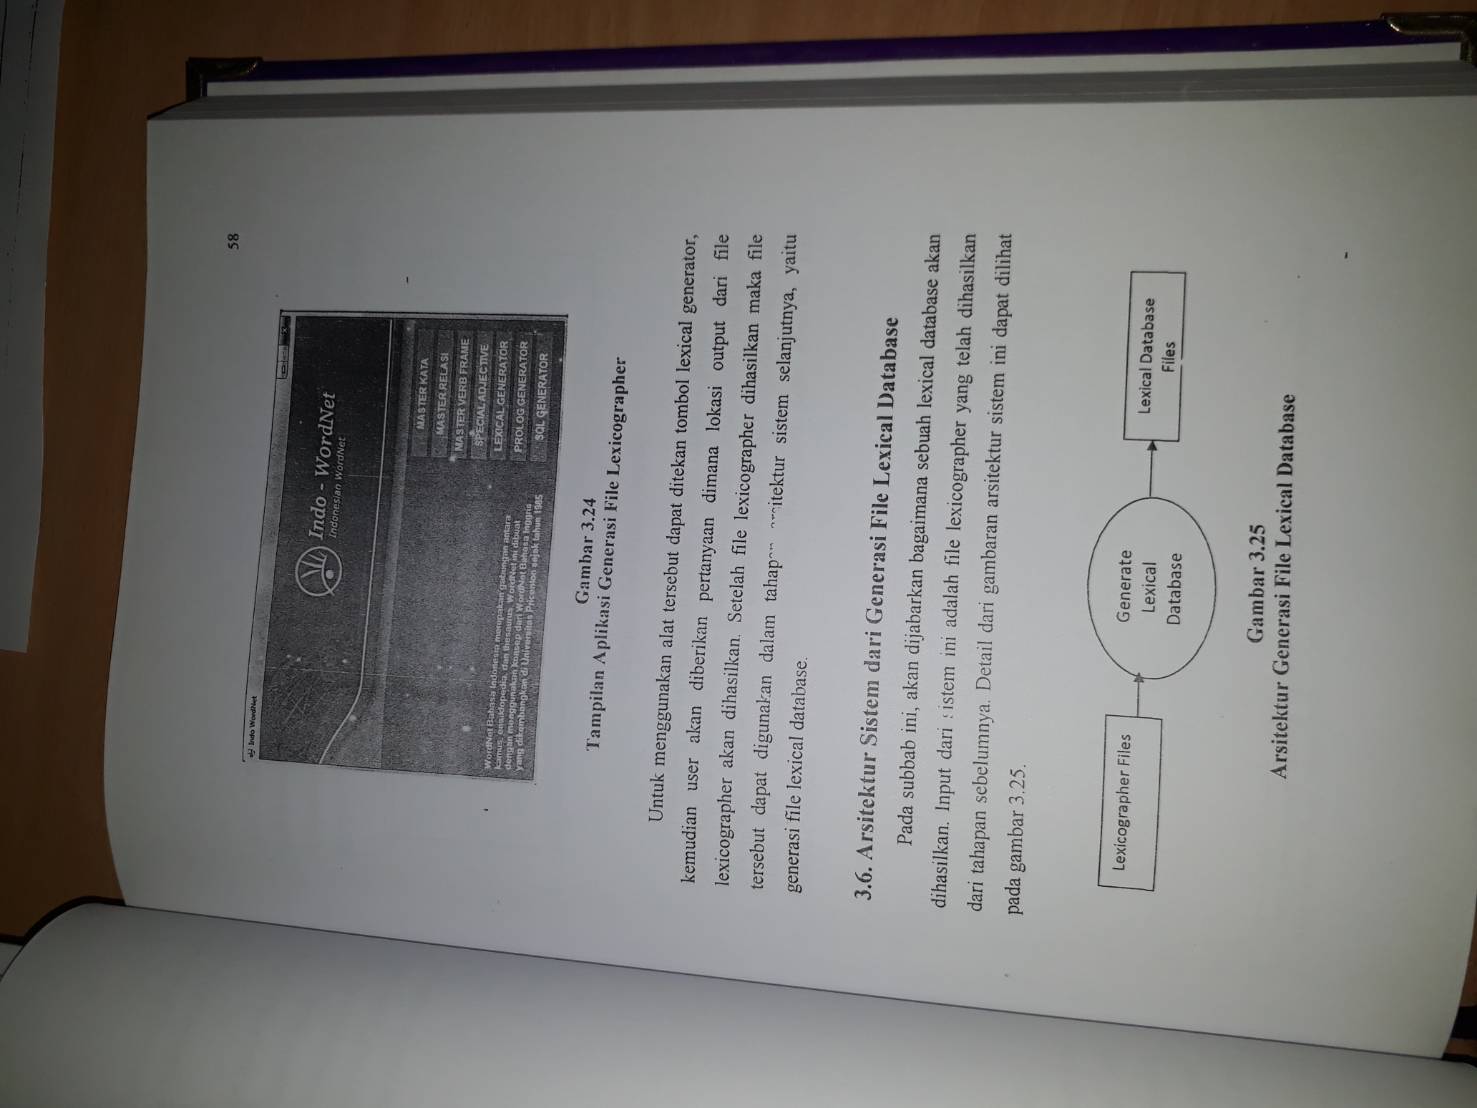 58
Indo WordNet
Indo - WordNet
Indonesian WordNet
MASTER KATA
MASTER RELASI
MASTER VERB FRAME
SPECIAL ADJECTIVE
LEXICAL GENERATOR
PROLOG GENERATOR
SQL GENERATOR
WordNet Bahasa Indonesia merupakan gabungan antara
kamus, ensiklopedia, dan thesaurus. WordNet ini dibuat
dengan menggunakan konsep dari WordNet Bahasa Inggris
yang dikembangkan di Universitas Pricenton sejak tahun 1985
Gambar 3.24
Tampilan Aplikasi Generasi File Lexicographer
Untuk menggunakan alat tersebut dapat ditekan tombol lexical generator,
kemudian user akan diberikan pertanyaan dimana lokasi output dari file
lexicographer akan dihasilkan. Setelah file lexicographer dihasilkan maka file
tersebut dapat digunakan dalam sistem selanjutnya, yaitu
generasi file lexical database.
3.6. Arsitektur Sistem dari Generasi File Lexical Database
Pada subbab ini, akan dijabarkan bagaimana sebuah lexical database akan
dihasilkan. Input dari sistem ini adalah file lexicographer yang telah dihasilkan
dari tahapan sebelumnya. Detail dari gambaran arsitektur sistem ini dapat dilihat
pada gambar 3.25.
Lexicographer Files
Generate
Lexical
Database
Lexical Database
Files
Gambar 3.25
Arsitektur Generasi File Lexical Database